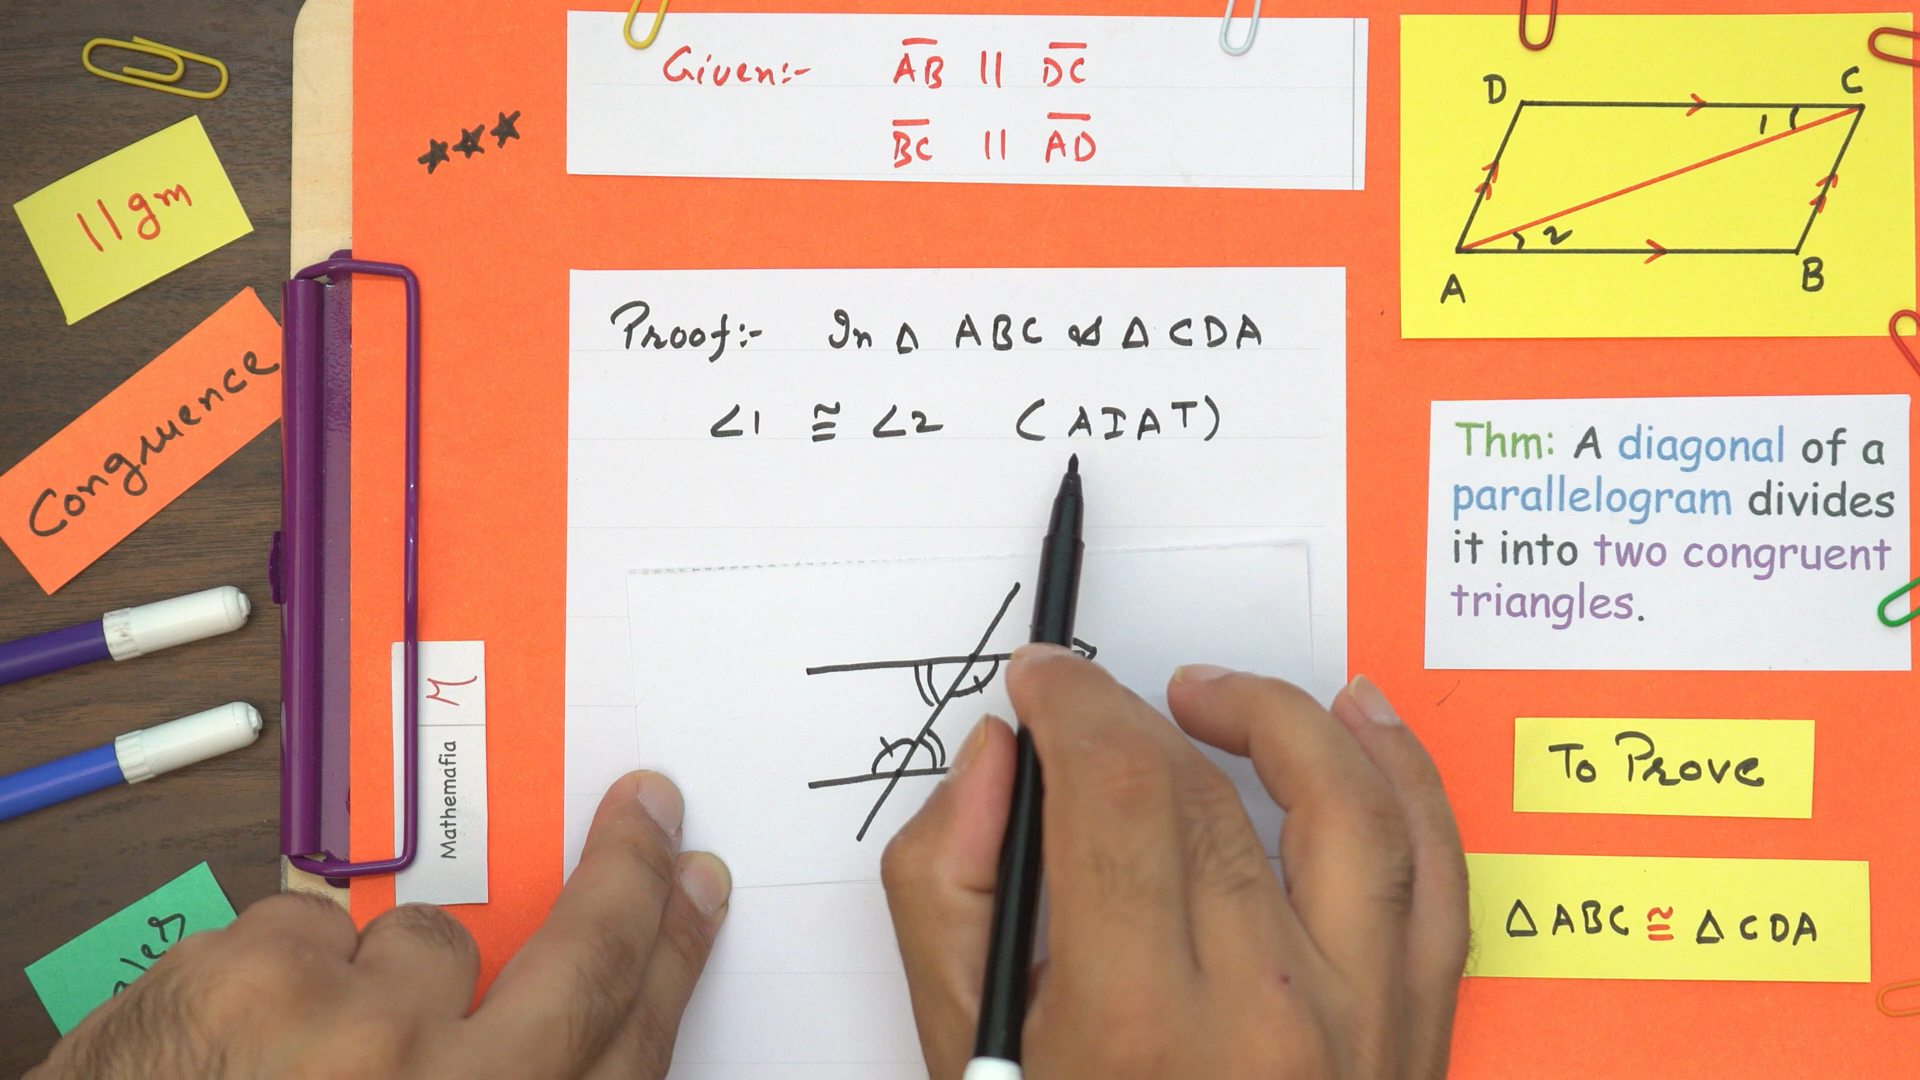 Given:- AB || DC
BC || AD
||gm
Congruence
Proof:- In Δ ABC & Δ CDA
∠1 ≅ ∠2 (AIAT)
D
C
1
2
A
B
Thm: A diagonal of a
parallelogram divides
it into two congruent
triangles.
To Prove
Δ ABC ≅ Δ CDA
M
Mathemafia